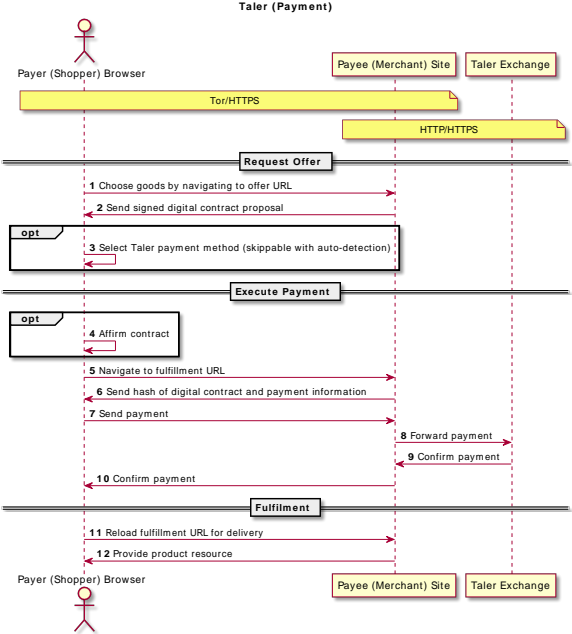 Taler (Payment)
Payer (Shopper) Browser
Payee (Merchant) Site
Taler Exchange
Tor/HTTPS
HTTP/HTTPS
Request Offer
1 Choose goods by navigating to offer URL
2 Send signed digital contract proposal
opt
3 Select Taler payment method (skippable with auto-detection)
Execute Payment
opt
4 Affirm contract
5 Navigate to fulfillment URL
6 Send hash of digital contract and payment information
7 Send payment
8 Forward payment
9 Confirm payment
10 Confirm payment
Fulfilment
11 Reload fulfillment URL for delivery
12 Provide product resource
Payer (Shopper) Browser
Payee (Merchant) Site
Taler Exchange